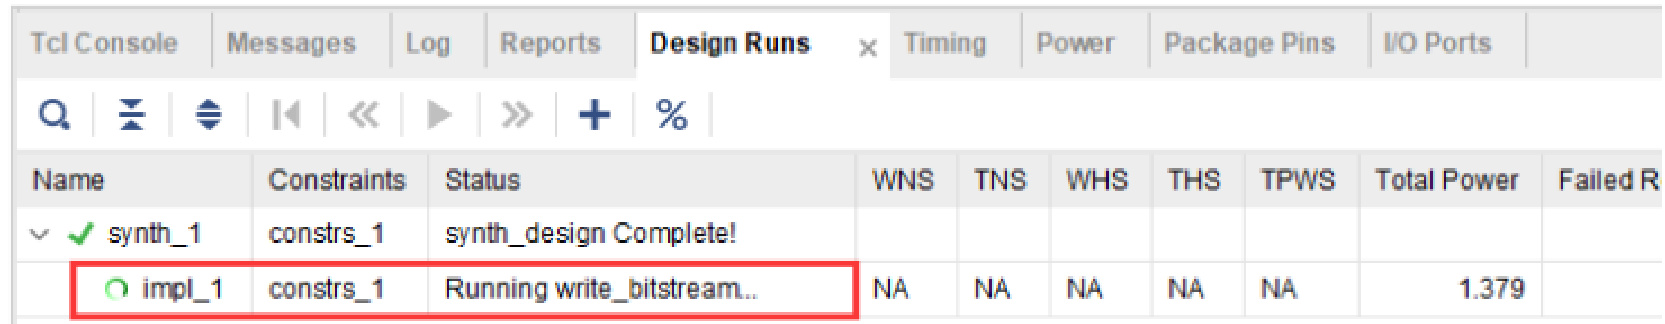 Tcl Console Messages Log Reports Design Runs × Timing Power Package Pins I/O Ports
%
Name Constraints Status WNS TNS WHS THS TPWS Total Power Failed R
synth_1 constrs_1 synth_design Complete!
impl_1 constrs_1 Running write_bitstream... NA NA NA NA NA 1.379